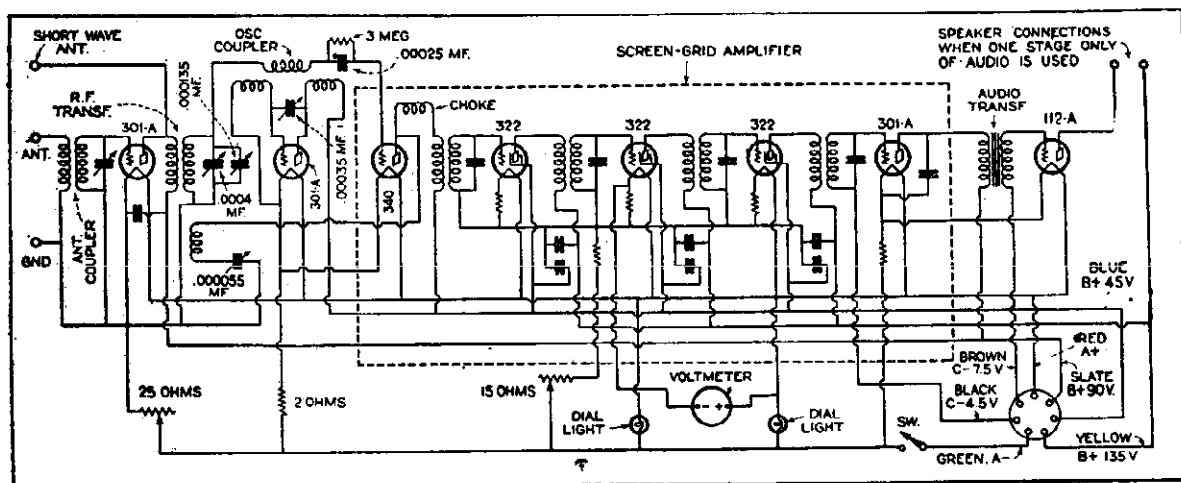 SHORT WAVE
ANT.
OSC
COUPLER
3 MEG
.00025 MF.
SCREEN-GRID AMPLIFIER
SPEAKER CONNECTIONS
WHEN ONE STAGE ONLY
OF AUDIO IS USED
.000135
MF.
R.F.
TRANSF.
CHOKE
AUDIO
TRANSF
301-A
322
322
322
301-A
112-A
ANT.
.00035 MF.
301-A
340
.0004
MF.
GND
ANT.
COUPLER
.000055
MF.
BLUE
B+ 45V
RED
A+
BROWN
C-7.5 V
SLATE
B+90V.
25 OHMS
2 OHMS
15 OHMS
VOLTMETER
BLACK
C-4.5 V
DIAL
LIGHT
DIAL
LIGHT
SW.
GREEN, A-
YELLOW
B+ 135 V